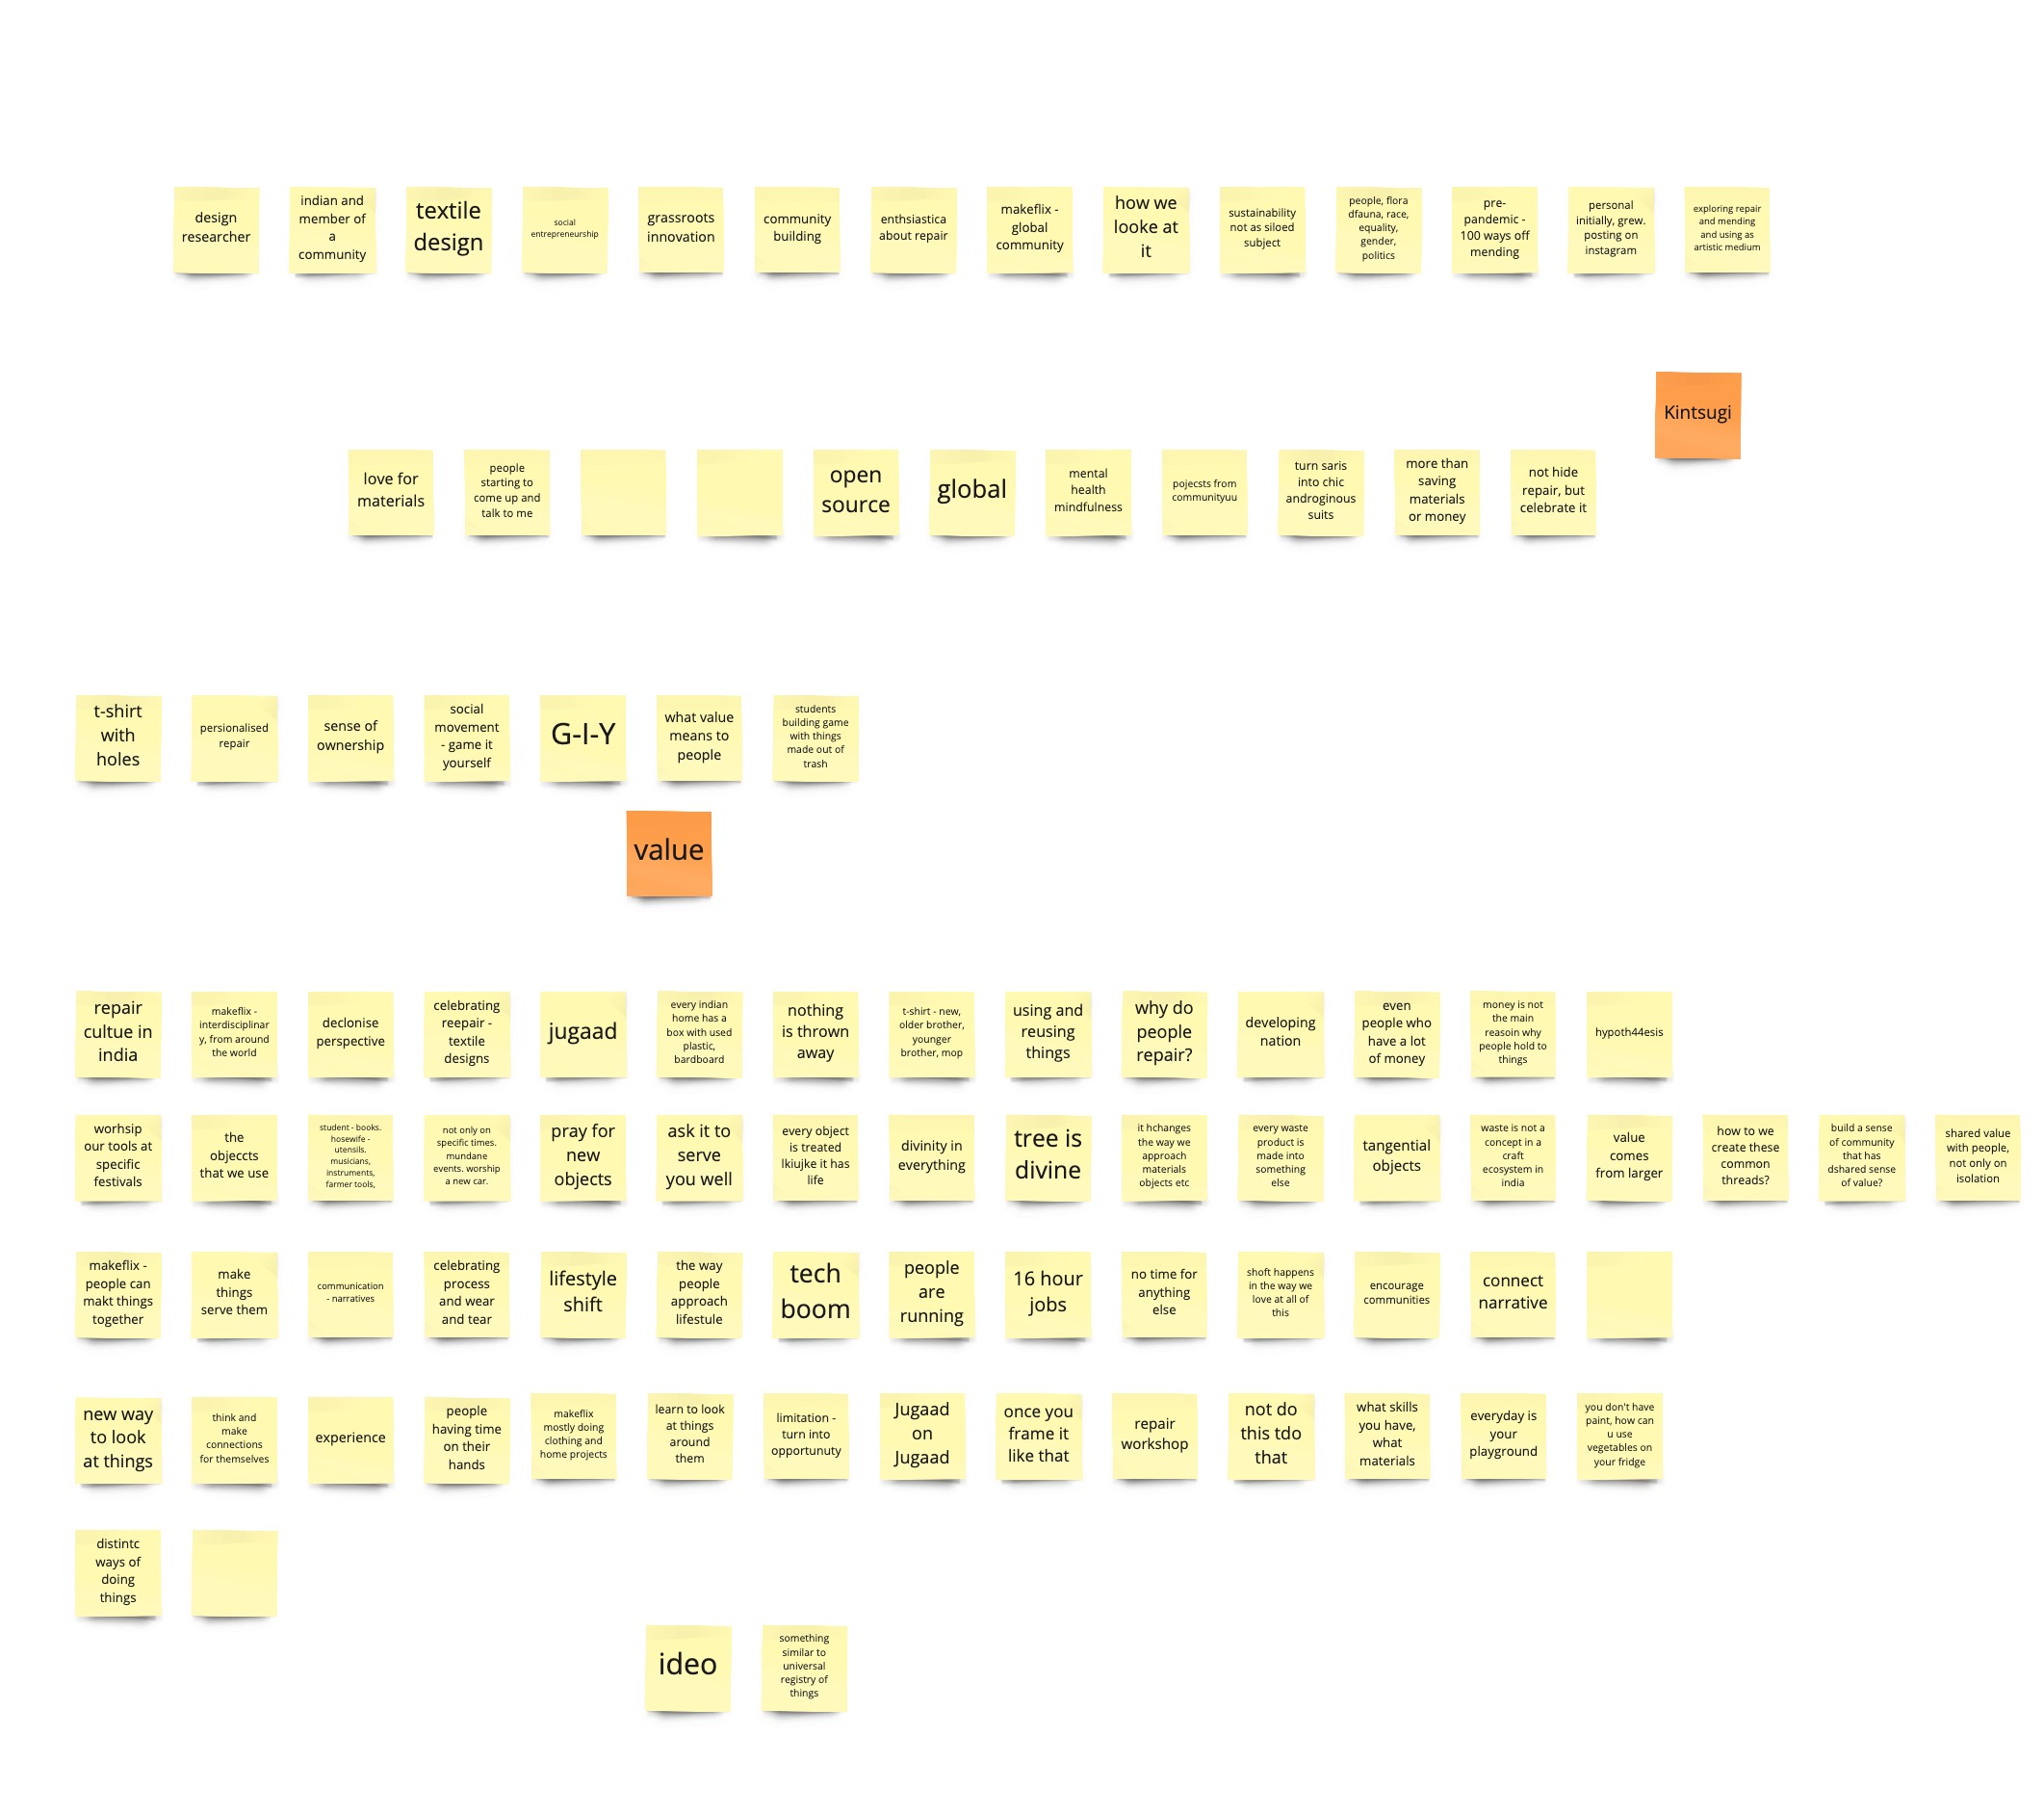 design
researcher
indian and
member of
a
community
textile
design
social
entrepreneurship
grassroots
innovation
community
building
enthsiastica
about repair
makeflix -
global
community
how we
looke at
it
sustainability
not as siloed
subject
people, flora
dfauna, race,
equality,
gender,
politics
pre-
pandemic -
100 ways off
mending
personal
initially, grew.
posting on
instagram
exploring repair
and mending
and using as
artistic medium
Kintsugi
love for
materials
people
starting to
come up and
talk to me
open
source
global
mental
health
mindfulness
pojecsts from
communityuu
turn saris
into chic
androginous
suits
more than
saving
materials
or money
not hide
repair, but
celebrate it
t-shirt
with
holes
persionalised
repair
sense of
ownership
social
movement
- game it
yourself
G-I-Y
what value
means to
people
students
building game
with things
made out of
trash
value
repair
cultue in
india
makeflix -
interdisciplinar
y, from around
the world
declonise
perspective
celebrating
reepair -
textile
designs
jugaad
every indian
home has a
box with used
plastic,
bardboard
nothing
is thrown
away
t-shirt - new,
older brother,
younger
brother, mop
using and
reusing
things
why do
people
repair?
developing
nation
even
people who
have a lot
of money
money is not
the main
reasoin why
people hold to
things
hypoth44esis
worhsip
our tools at
specific
festivals
the
objeccts
that we use
student - books.
hosewife -
utensils.
musicians,
instruments,
farmer tools,
not only on
specific times.
mundane
events. worship
a new car.
pray for
new
objects
ask it to
serve
you well
every object
is treated
lkiujke it has
life
divinity in
everything
tree is
divine
it hchanges
the way we
approach
materials
objects etc
every waste
product is
made into
something
else
tangential
objects
waste is not a
concept in a
craft
ecosystem in
india
value
comes
from larger
how to we
create these
common
threads?
build a sense
of community
that has
dshared sense
of value?
shared value
with people,
not only on
isolation
makeflix -
people can
makt things
together
make
things
serve them
communication
- narratives
celebrating
process
and wear
and tear
lifestyle
shift
the way
people
approach
lifestule
tech
boom
people
are
running
16 hour
jobs
no time for
anything
else
shoft happens
in the way we
love at all of
this
encourage
communities
connect
narrative
new way
to look
at things
think and
make
connections
for themselves
experience
people
having time
on their
hands
makeflix
mostly doing
clothing and
home projects
learn to look
at things
around
them
limitation -
turn into
opportunuty
Jugaad
on
Jugaad
once you
frame it
like that
repair
workshop
not do
this tdo
that
what skills
you have,
what
materials
everyday is
your
playground
you don't have
paint, how can
u use
vegetables on
your fridge
distintc
ways of
doing
things
ideo
something
similar to
universal
registry of
things